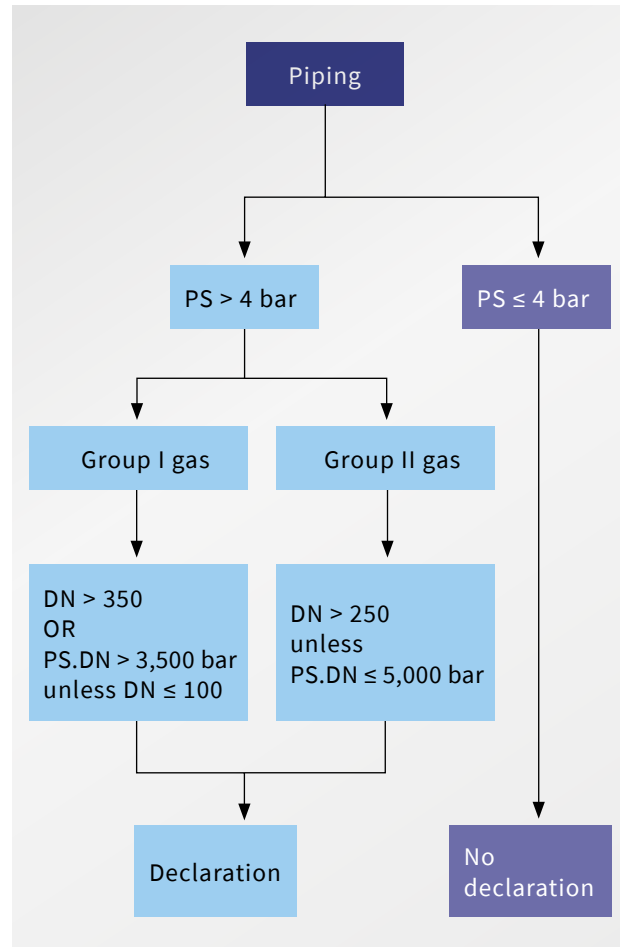 Piping
PS > 4 bar
PS ≤ 4 bar
Group I gas
Group II gas
DN > 350
OR
PS.DN > 3,500 bar
unless DN ≤ 100
DN > 250
unless
PS.DN ≤ 5,000 bar
Declaration
No
declaration